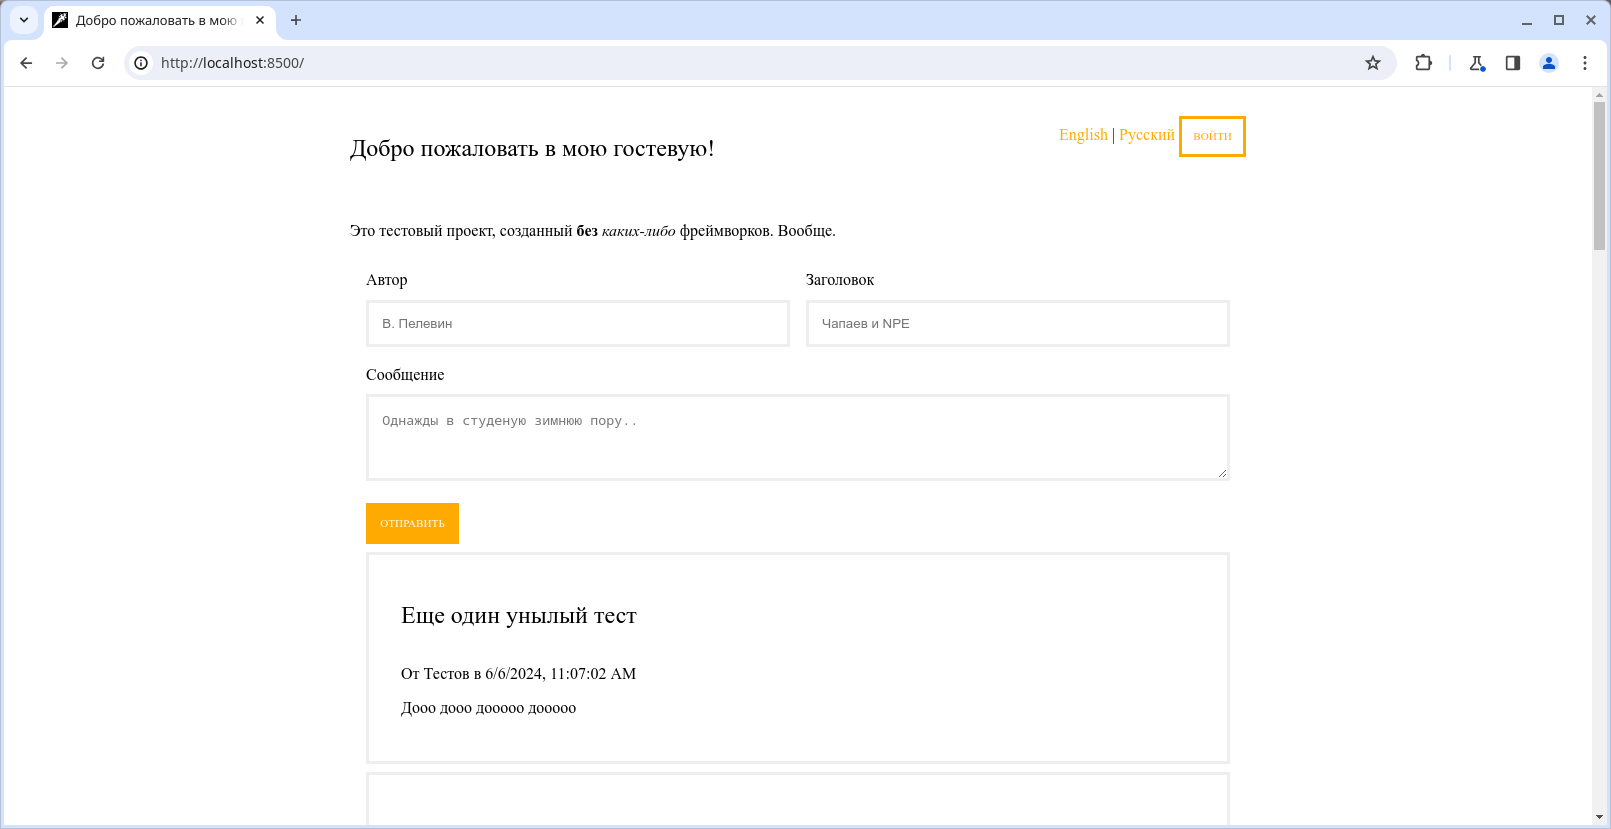 Добро пожаловать в мою
http://localhost:8500/
English | Русский ВОЙТИ
Добро пожаловать в мою гостевую!
Это тестовый проект, созданный без каких-либо фреймворков. Вообще.
Автор Заголовок
В. Пелевин Чапаев и NPE
Сообщение
Однажды в студеную зимнюю пору..
ОТПРАВИТЬ
Еще один унылый тест
От Тестов в 6/6/2024, 11:07:02 AM
Дооо дооо дооооо дооооо